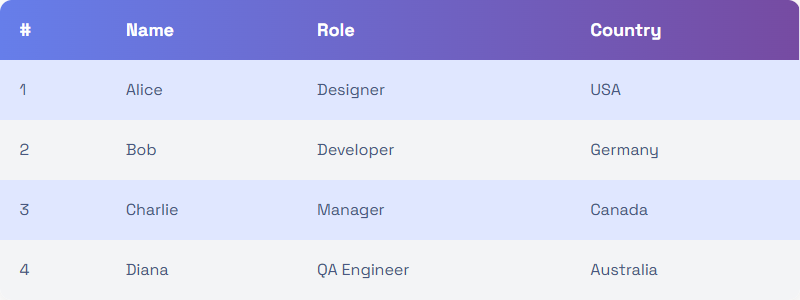 # Name Role Country
1 Alice Designer USA
2 Bob Developer Germany
3 Charlie Manager Canada
4 Diana QA Engineer Australia